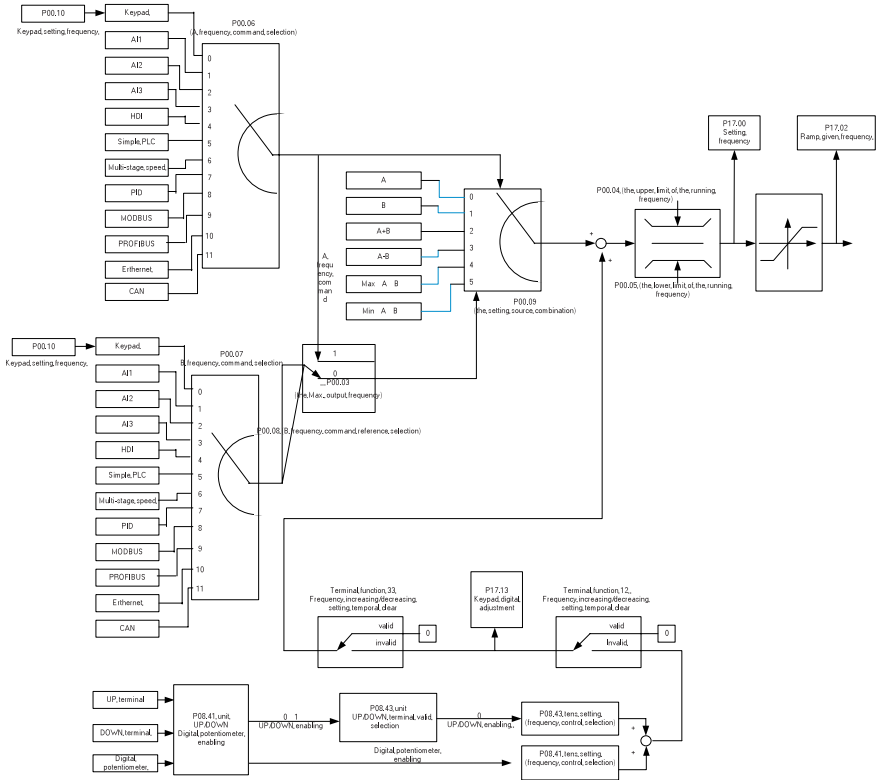 P00.10
Keypad,
Keypad,setting,frequency,
AI1
AI2
AI3
HDI
Simple,PLC
Multi-stage,speed,
PID
MODBUS
PROFIBUS
Erthernet,
CAN
P00.06
(A,frequency,command,selection)
0
1
2
3
4
5
6
7
8
9
10
11
A,
frequ
ency,
com
man
d
A
B
A+B
A-B
Max A B
Min A B
0
1
2
3
4
5
P00.09
(the,setting,source,combination)
+
+
P00.04,(the,upper,limit,of,the,running,
frequency)
P00.05,(the,lower,limit,of,the,running,
frequency)
P17.00
Setting,
frequency
P17.02
Ramp,given,frequency,
P00.10
Keypad,
Keypad,setting,frequency,
AI1
AI2
AI3
HDI
Simple,PLC
Multi-stage,speed,
PID
MODBUS
PROFIBUS
Erthernet,
CAN
P00.07
B,frequency,command,selection
0
1
2
3
4
5
6
7
8
9
10
11
1
0
P00.03
(the,Max_output,frequency)
P00.08,(B,frequency,command,reference,selection)
Terminal,function,33,
Frequency,increasing/decreasing,
setting,temporal,clear
valid
invalid
0
P17.13
Keypad,digital,
adjustment
Terminal,function,12,,
Frequency,increasing/decreasing,
setting,temporal,clear
valid
Invalid,
0
UP,terminal
DOWN,terminal,
Digital,
potentiometer,
P08.41,unit,
UP/DOWN
Digital,potentiometer,
enabling
0 1
UP/DOWN,enabling
P08.43,unit
UP/DOWN,terminal,valid,
selection
0
UP/DOWN,enabling,,
P08.43,tens,setting,
(frequency,control,selection)
Digital,potentiometer,
enabling
P08.41,tens,setting,
(frequency,control,selection)
+
+